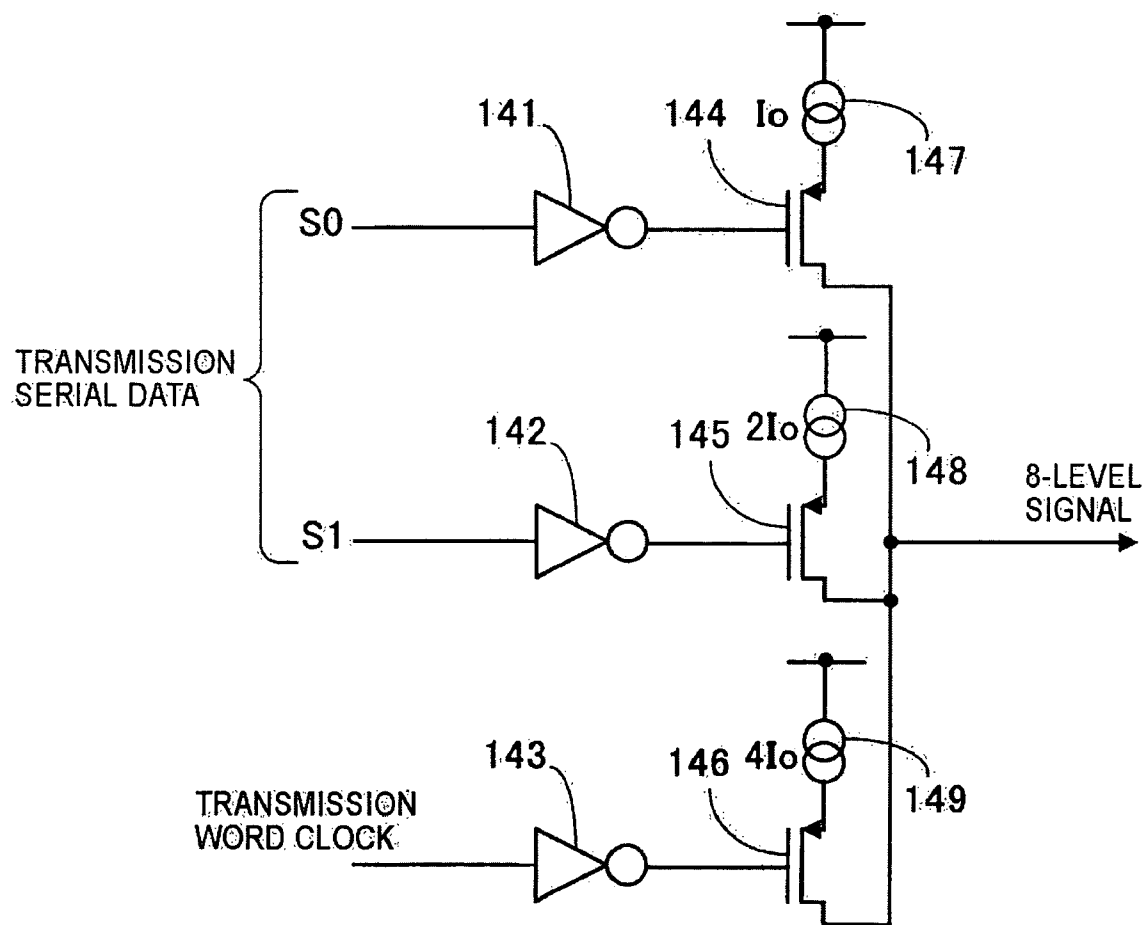 141
144
Io
147
S0
TRANSMISSION
SERIAL DATA
142
145
2Io
148
8-LEVEL
SIGNAL
S1
143
146
4Io
149
TRANSMISSION
WORD CLOCK